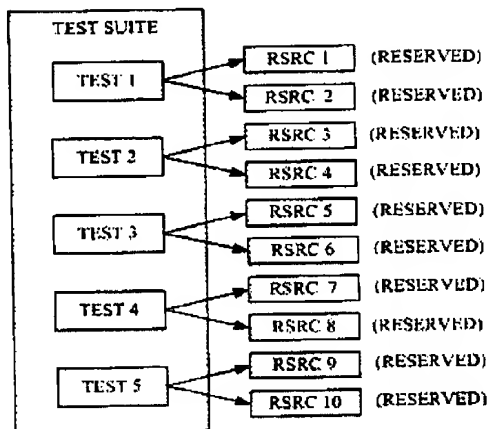 TEST SUITE
TEST 1
RSRC 1 (RESERVED)
RSRC 2 (RESERVED)
TEST 2
RSRC 3 (RESERVED)
RSRC 4 (RESERVED)
TEST 3
RSRC 5 (RESERVED)
RSRC 6 (RESERVED)
TEST 4
RSRC 7 (RESERVED)
RSRC 8 (RESERVED)
TEST 5
RSRC 9 (RESERVED)
RSRC 10 (RESERVED)